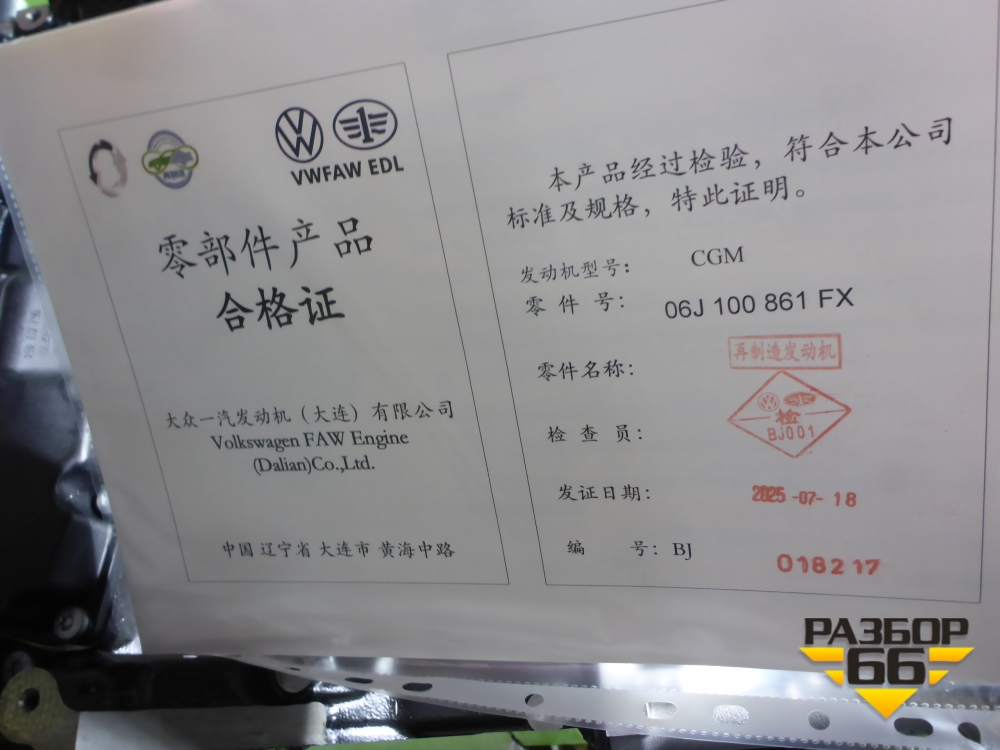 VWFAW EDL
零部件产品
合格证
大众一汽发动机（大连）有限公司
Volkswagen FAW Engine
(Dalian)Co.,Ltd.
中国 辽宁省 大连市 黄海中路
本产品经过检验，符合本公司
标准及规格，特此证明。
发动机型号： CGM
零 件 号： 06J 100 861 FX
零件名称： 再制造发动机
检 查 员： 检
BJ001
发证日期： 2025 -07- 18
编 号： BJ 018217
РАЗБОР
66